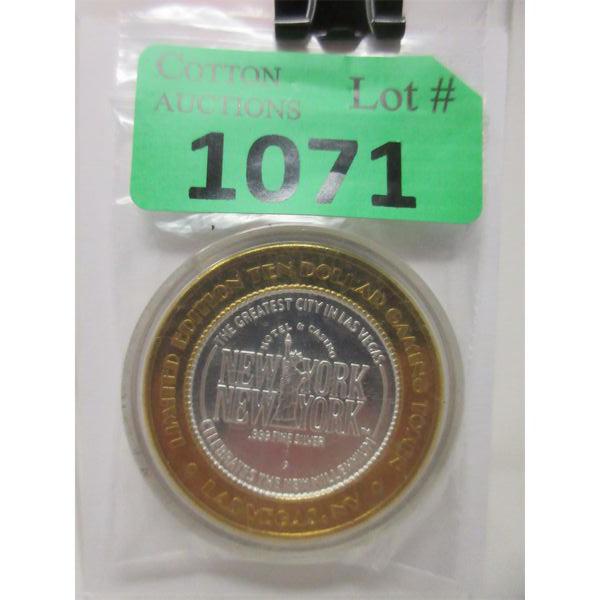 COTTON
AUCTIONS
Lot #
1071
LIMITED EDITION TEN DOLLAR GAMING TOKEN
THE GREATEST CITY IN LAS VEGAS
HOTEL & CASINO
NEW YORK
NEW YORK
.999 FINE SILVER
CELEBRATES THE NEW MILLENNIUM
LAS VEGAS, NV